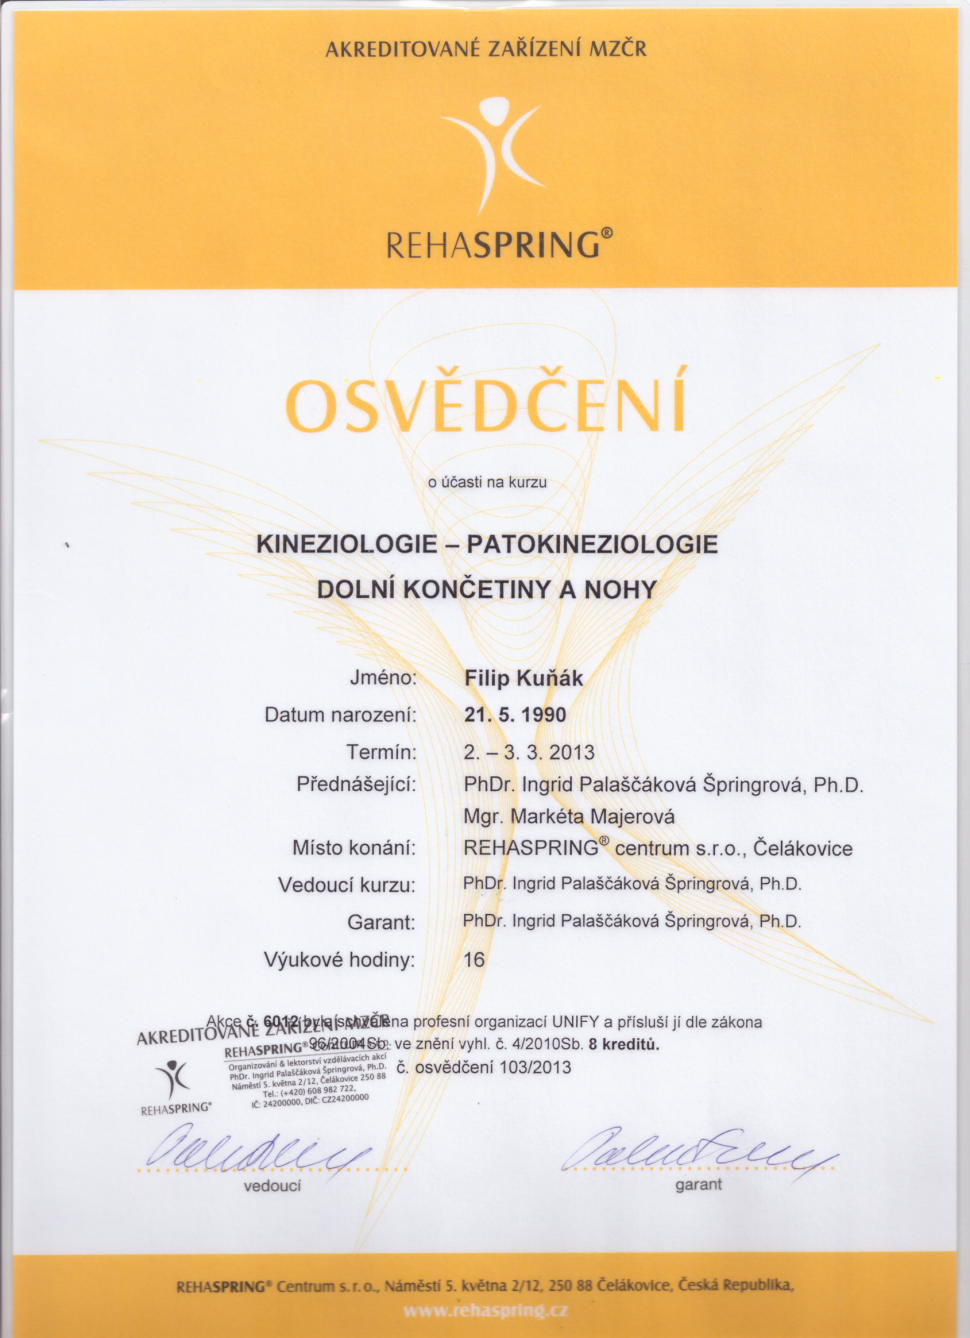 AKREDITOVANÉ ZAŘÍZENÍ MZČR
REHASPRING®
OSVĚDČENÍ
o účasti na kurzu
KINEZIOLOGIE – PATOKINEZIOLOGIE
DOLNÍ KONČETINY A NOHY
Jméno: Filip Kuňák
Datum narození: 21. 5. 1990
Termín: 2. – 3. 3. 2013
Přednášející: PhDr. Ingrid Palaščáková Špringrová, Ph.D.
Mgr. Markéta Majerová
Místo konání: REHASPRING® centrum s.r.o., Čelákovice
Vedoucí kurzu: PhDr. Ingrid Palaščáková Špringrová, Ph.D.
Garant: PhDr. Ingrid Palaščáková Špringrová, Ph.D.
Výukové hodiny: 16
Akce č. 6012 byla schválena profesní organizací UNIFY a přísluší jí dle zákona
96/2004Sb. ve znění vyhl. č. 4/2010Sb. 8 kreditů.
č. osvědčení 103/2013
AKREDITOVANÉ ZAŘÍZENÍ MZČR
REHASPRING® Centrum s.r.o.
Organizování & lektorství vzdělávacích akcí
PhDr. Ingrid Palaščáková Špringrová, Ph.D.
Náměstí 5. května 2/12, Čelákovice 250 88
Tel.: (+420) 608 982 722,
IČ: 24200000, DIČ: CZ24200000
REHASPRING®
vedoucí
garant
REHASPRING® Centrum s. r. o., Náměstí 5. května 2/12, 250 88 Čelákovice, Česká Republika,
www.rehaspring.cz